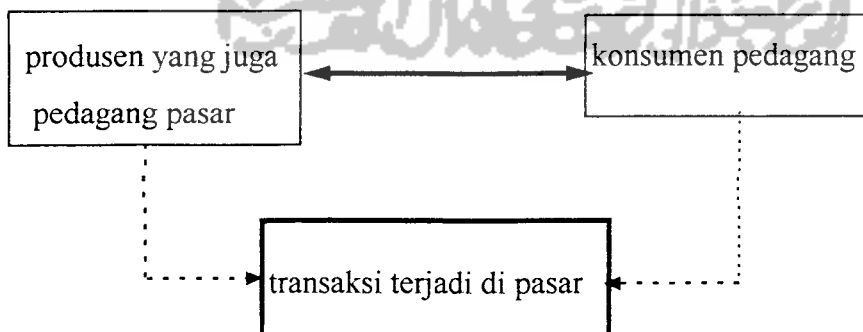 produsen yang juga
pedagang pasar
konsumen pedagang
transaksi terjadi di pasar